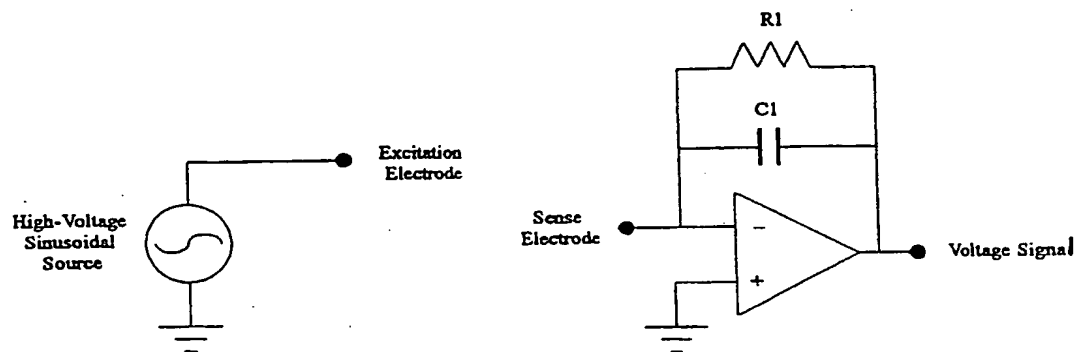 R1
C1
Excitation
Electrode
High-Voltage
Sinusoidal
Source
Sense
Electrode
−
+
Voltage Signal